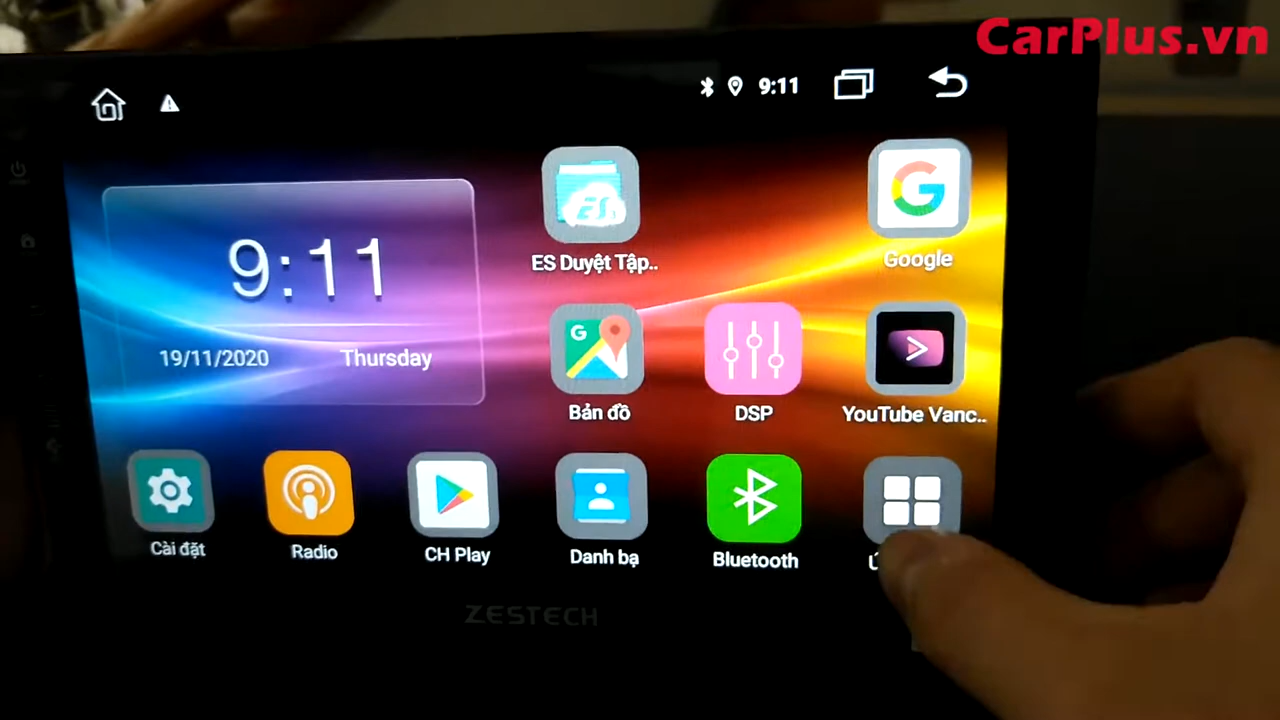 CarPlus.vn
9:11
9:11
19/11/2020 Thursday
ES Duyệt Tập..
Google
Bản đồ
DSP
YouTube Vanc..
Cài đặt
Radio
CH Play
Danh bạ
Bluetooth
ZESTECH